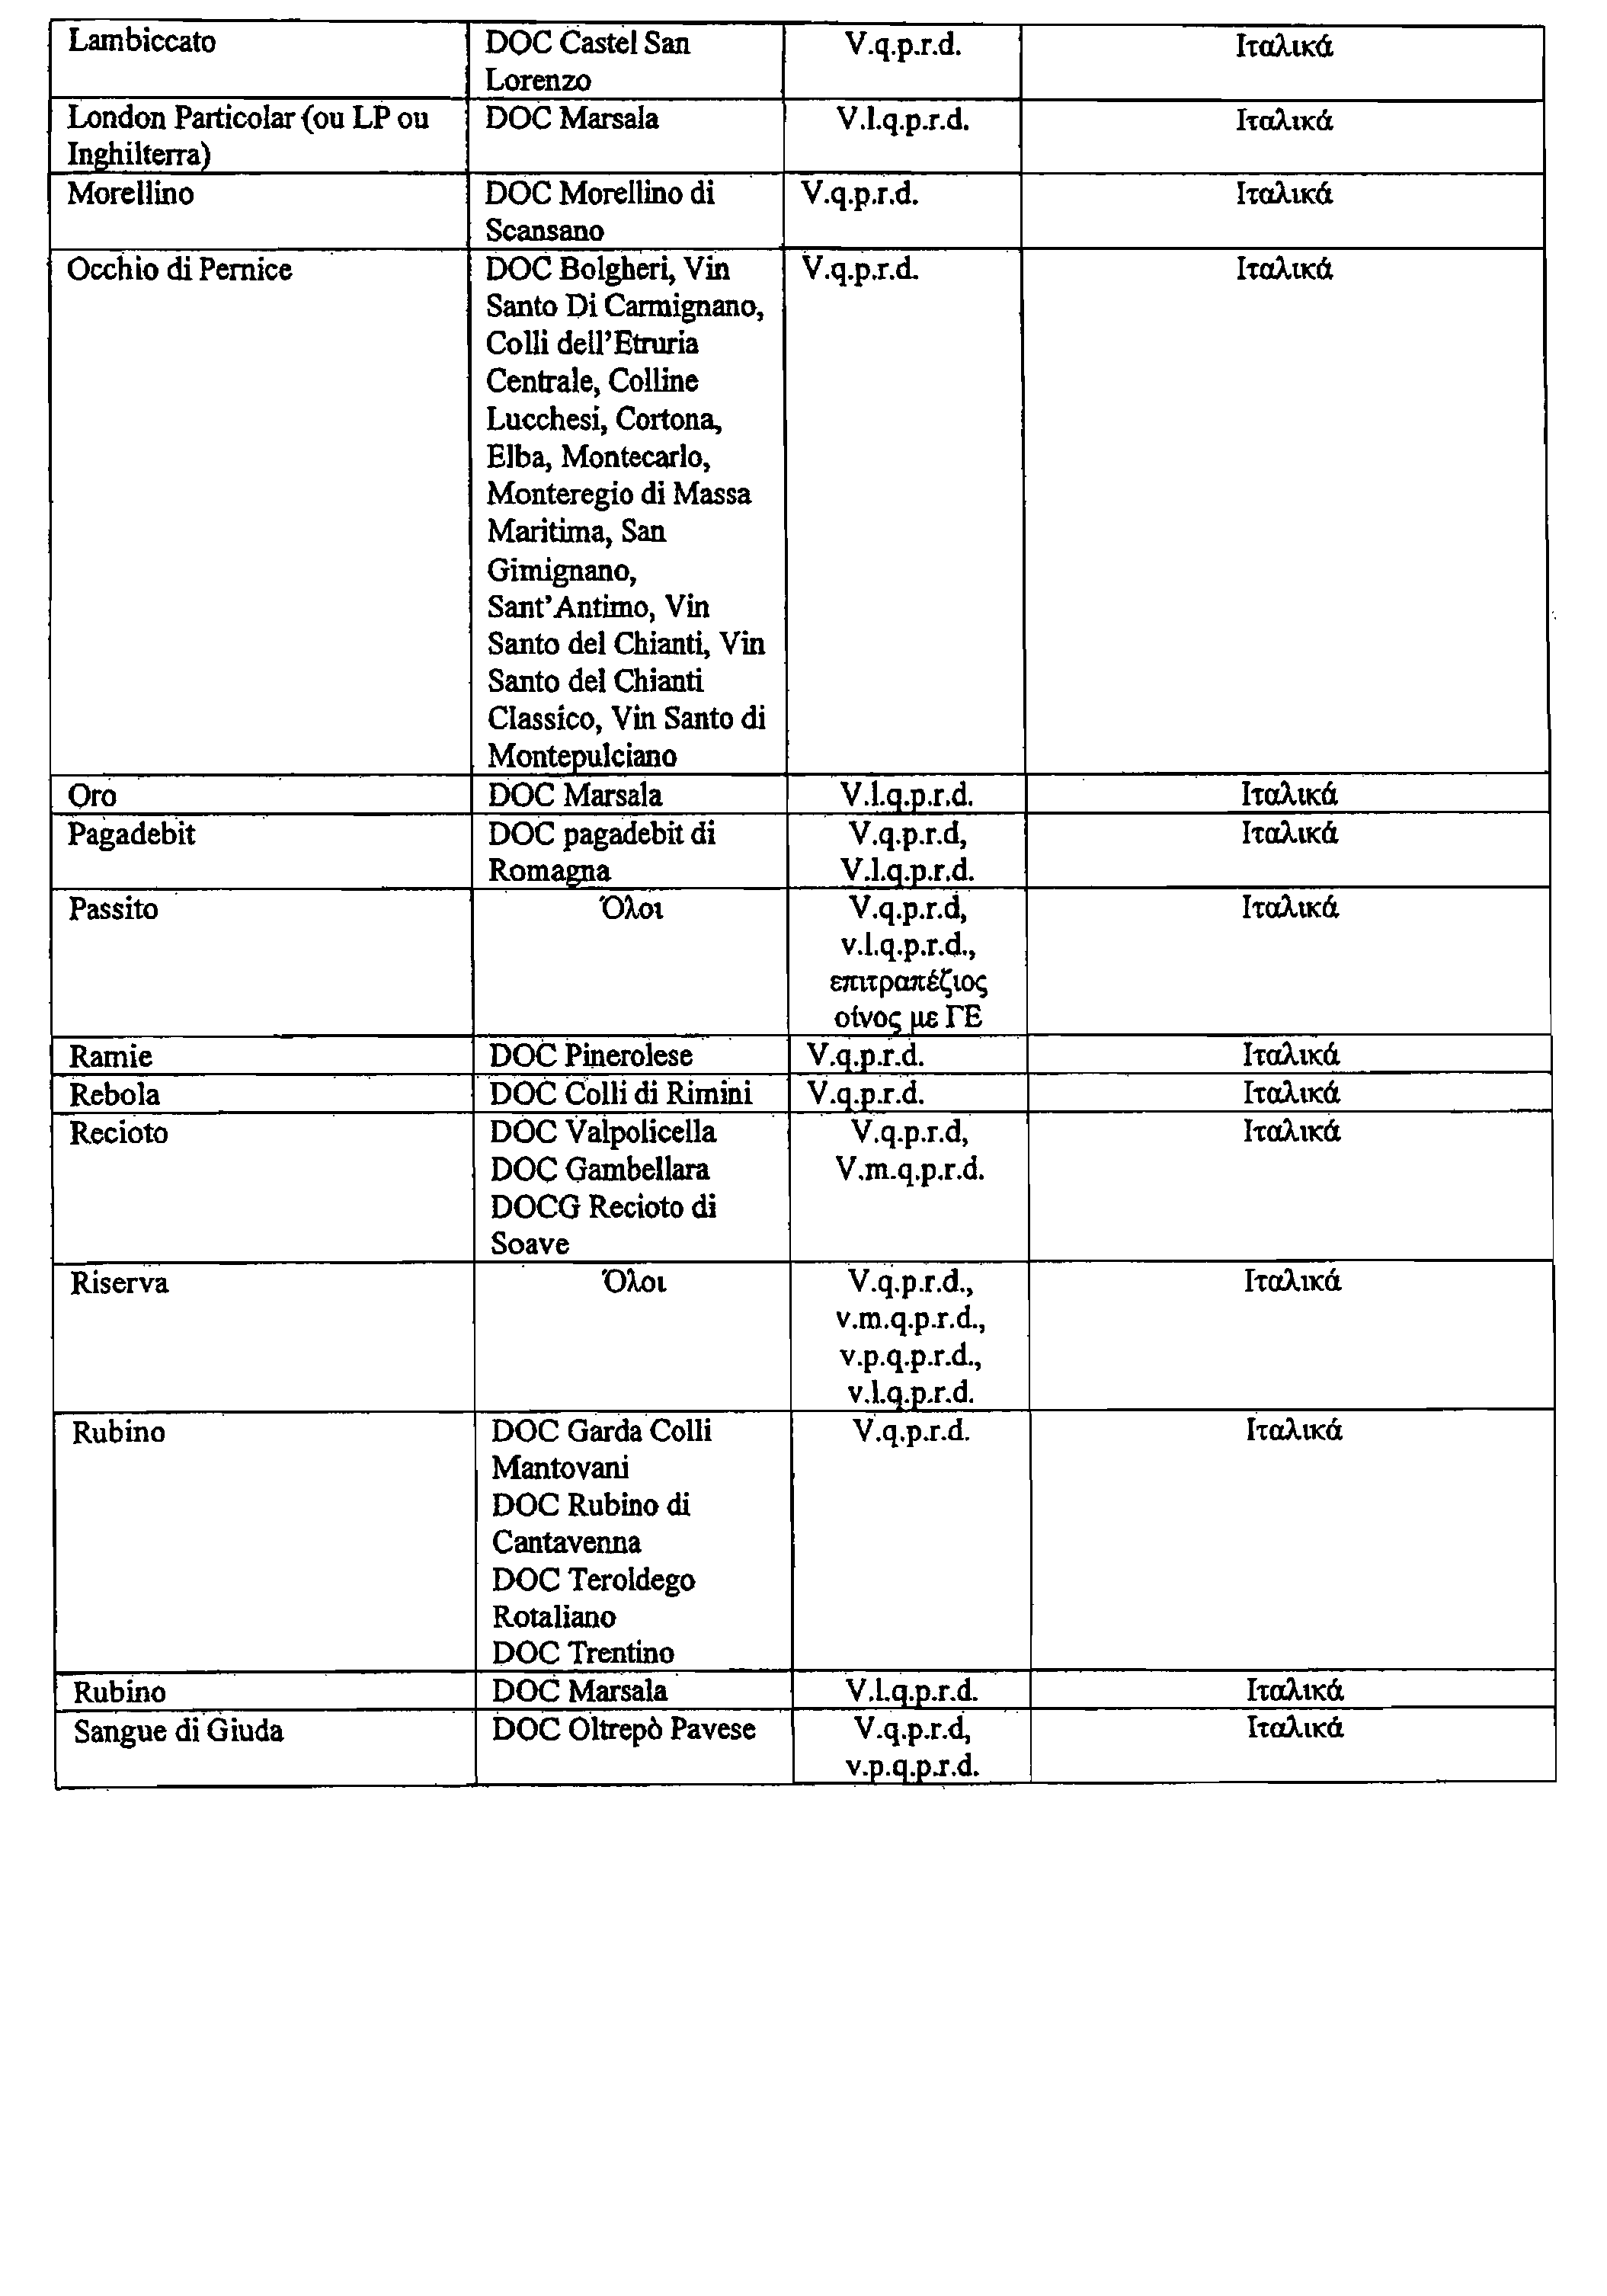 Lambiccato
DOC Castel San
Lorenzo
V.q.p.r.d.
Ιταλικά
London Particolar (ou LP ou
Inghilterra)
DOC Marsala
V.l.q.p.r.d.
Ιταλικά
Morellino
DOC Morellino di
Scansano
V.q.p.r.d.
Ιταλικά
Occhio di Pernice
DOC Bolgheri, Vin
Santo Di Carmignano,
Colli dell'Etruria
Centrale, Colline
Lucchesi, Cortona,
Elba, Montecarlo,
Monteregio di Massa
Maritima, San
Gimignano,
Sant'Antimo, Vin
Santo del Chianti, Vin
Santo del Chianti
Classico, Vin Santo di
Montepulciano
V.q.p.r.d.
Ιταλικά
Oro
DOC Marsala
V.l.q.p.r.d.
Ιταλικά
Pagadebit
DOC pagadebit di
Romagna
V.q.p.r.d,
V.l.q.p.r.d.
Ιταλικά
Passito
Όλοι
V.q.p.r.d,
v.l.q.p.r.d.,
επιτραπέζιος
οίνος με ΓΕ
Ιταλικά
Ramie
DOC Pinerolese
V.q.p.r.d.
Ιταλικά
Rebola
DOC Colli di Rimini
V.q.p.r.d.
Ιταλικά
Recioto
DOC Valpolicella
DOC Gambellara
DOCG Recioto di
Soave
V.q.p.r.d,
V.m.q.p.r.d.
Ιταλικά
Riserva
Όλοι
V.q.p.r.d.,
v.m.q.p.r.d.,
v.p.q.p.r.d.,
v.l.q.p.r.d.
Ιταλικά
Rubino
DOC Garda Colli
Mantovani
DOC Rubino di
Cantavenna
DOC Teroldego
Rotaliano
DOC Trentino
V.q.p.r.d.
Ιταλικά
Rubino
DOC Marsala
V.l.q.p.r.d.
Ιταλικά
Sangue di Giuda
DOC Oltrepò Pavese
V.q.p.r.d,
v.p.q.p.r.d.
Ιταλικά